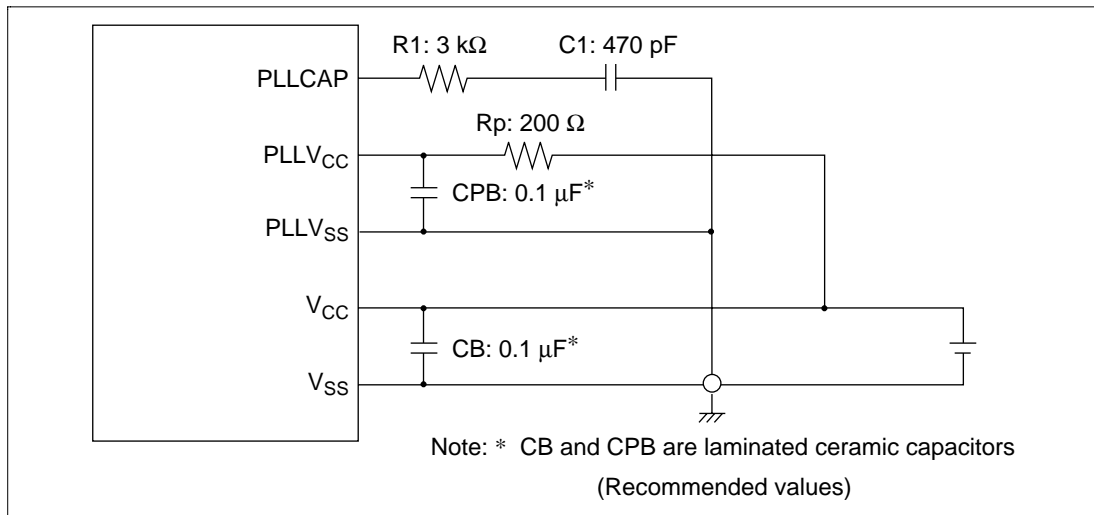 R1: 3 kΩ
C1: 470 pF
PLLCAP
Rp: 200 Ω
PLLVCC
CPB: 0.1 μF*
PLLVSS
VCC
CB: 0.1 μF*
VSS
Note: * CB and CPB are laminated ceramic capacitors
(Recommended values)